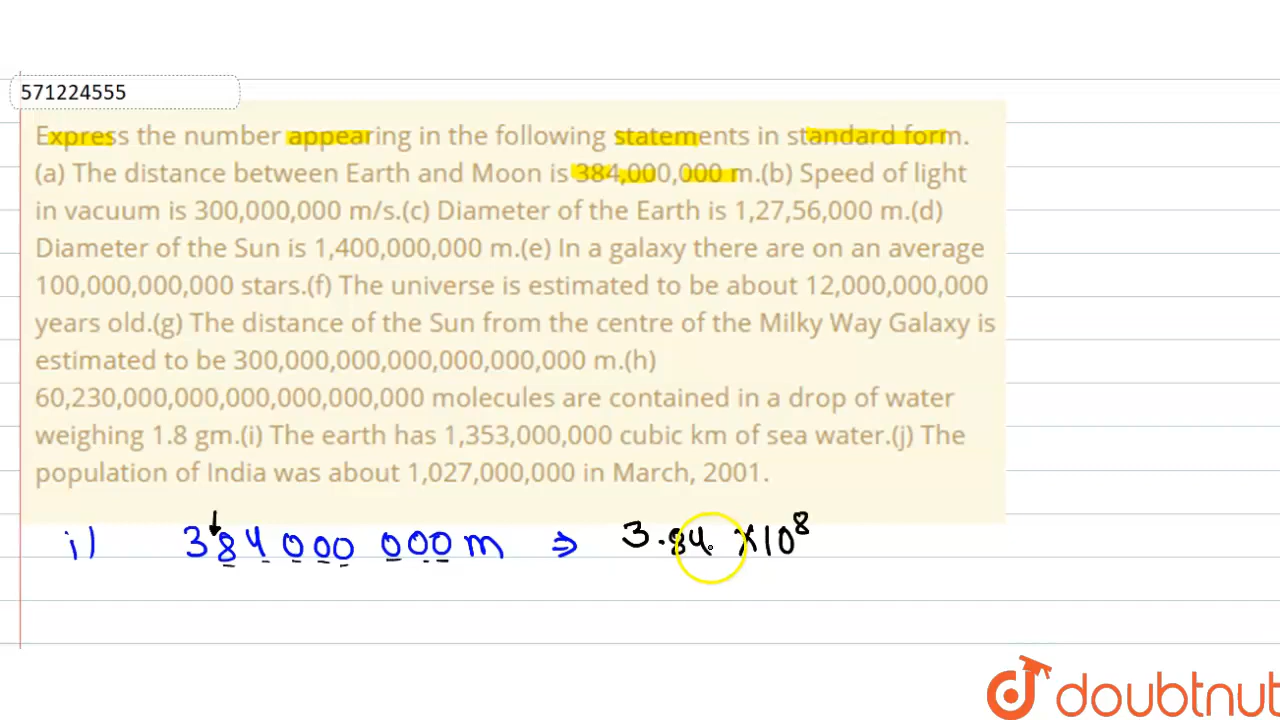 571224555
Express the number appearing in the following statements in standard form.
(a) The distance between Earth and Moon is 384,000,000 m.(b) Speed of light
in vacuum is 300,000,000 m/s.(c) Diameter of the Earth is 1,27,56,000 m.(d)
Diameter of the Sun is 1,400,000,000 m.(e) In a galaxy there are on an average
100,000,000,000 stars.(f) The universe is estimated to be about 12,000,000,000
years old.(g) The distance of the Sun from the centre of the Milky Way Galaxy is
estimated to be 300,000,000,000,000,000,000 m.(h)
60,230,000,000,000,000,000,000 molecules are contained in a drop of water
weighing 1.8 gm.(i) The earth has 1,353,000,000 cubic km of sea water.(j) The
population of India was about 1,027,000,000 in March, 2001.
i) 384 000 000 m ⇒ 3.84 × 10⁸
doubtnut